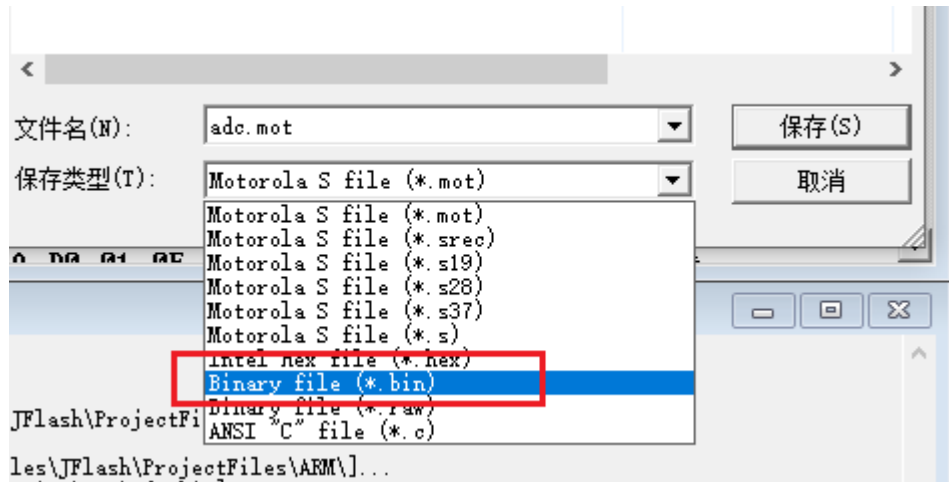 文件名(N):
adc.mot
保存(S)
保存类型(T):
Motorola S file (*.mot)
取消
Motorola S file (*.mot)
Motorola S file (*.srec)
Motorola S file (*.s19)
Motorola S file (*.s28)
Motorola S file (*.s37)
Motorola S file (*.s)
Intel hex file (*.hex)
Binary file (*.bin)
Binary file (*.raw)
ANSI "C" file (*.c)
JFlash\ProjectFi
les\JFlash\ProjectFiles\ARM\]...